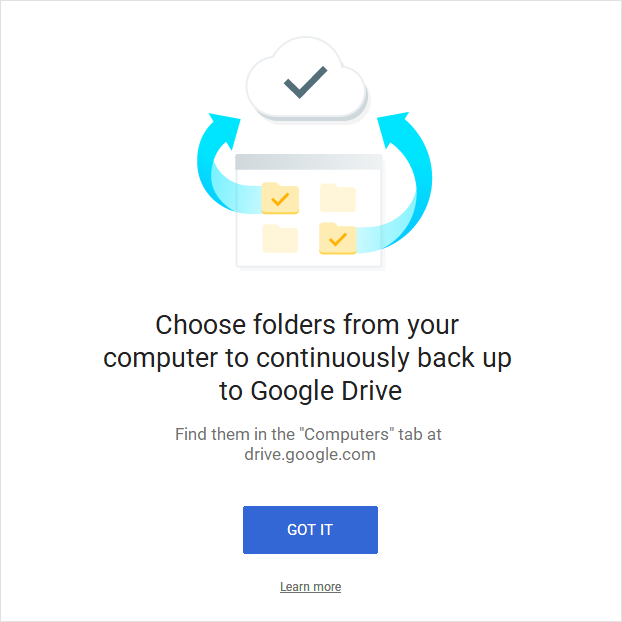 Choose folders from your
computer to continuously back up
to Google Drive
Find them in the "Computers" tab at
drive.google.com
GOT IT
Learn more